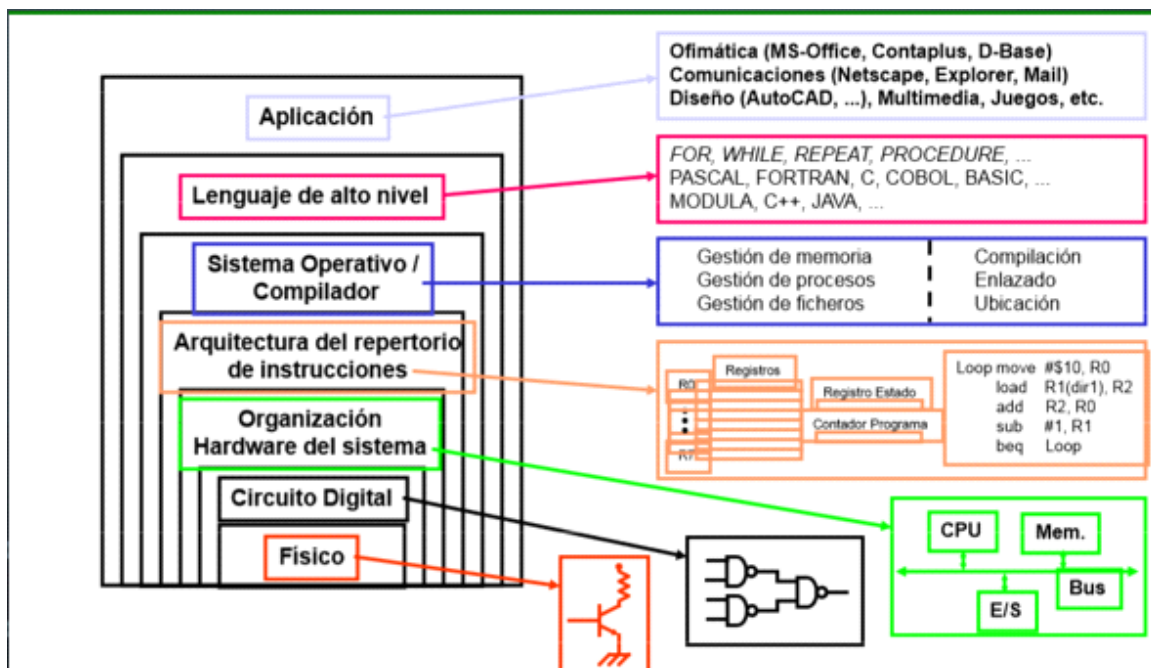 Aplicación
Ofimática (MS-Office, Contaplus, D-Base)
Comunicaciones (Netscape, Explorer, Mail)
Diseño (AutoCAD, ...), Multimedia, Juegos, etc.
Lenguaje de alto nivel
FOR, WHILE, REPEAT, PROCEDURE, ...
PASCAL, FORTRAN, C, COBOL, BASIC, ...
MODULA, C++, JAVA, ...
Sistema Operativo /
Compilador
Gestión de memoria
Gestión de procesos
Gestión de ficheros
Compilación
Enlazado
Ubicación
Arquitectura del repertorio
de instrucciones
Registros
R0
R7
Registro Estado
Contador Programa
Loop move #$10, R0
load R1(dir1), R2
add R2, R0
sub #1, R1
beq Loop
Organización
Hardware del sistema
CPU
Mem.
E/S
Bus
Circuito Digital
Físico